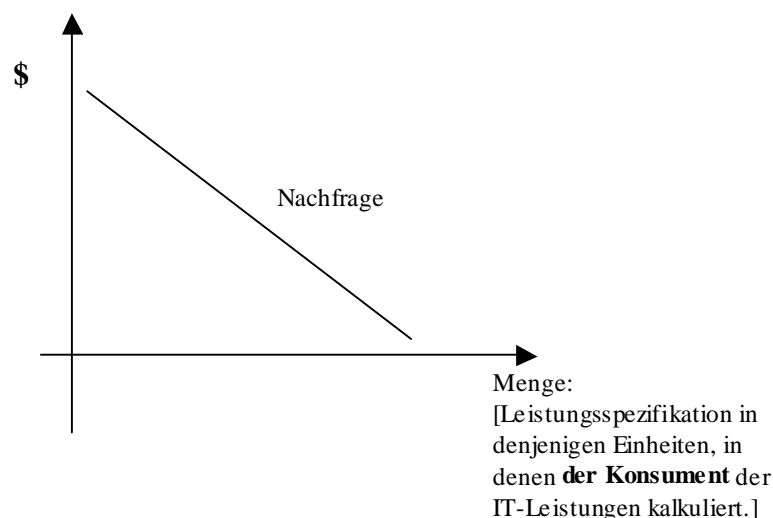 $
Nachfrage
Menge:
[Leistungsspezifikation in
denjenigen Einheiten, in
denen der Konsument der
IT-Leistungen kalkuliert.]